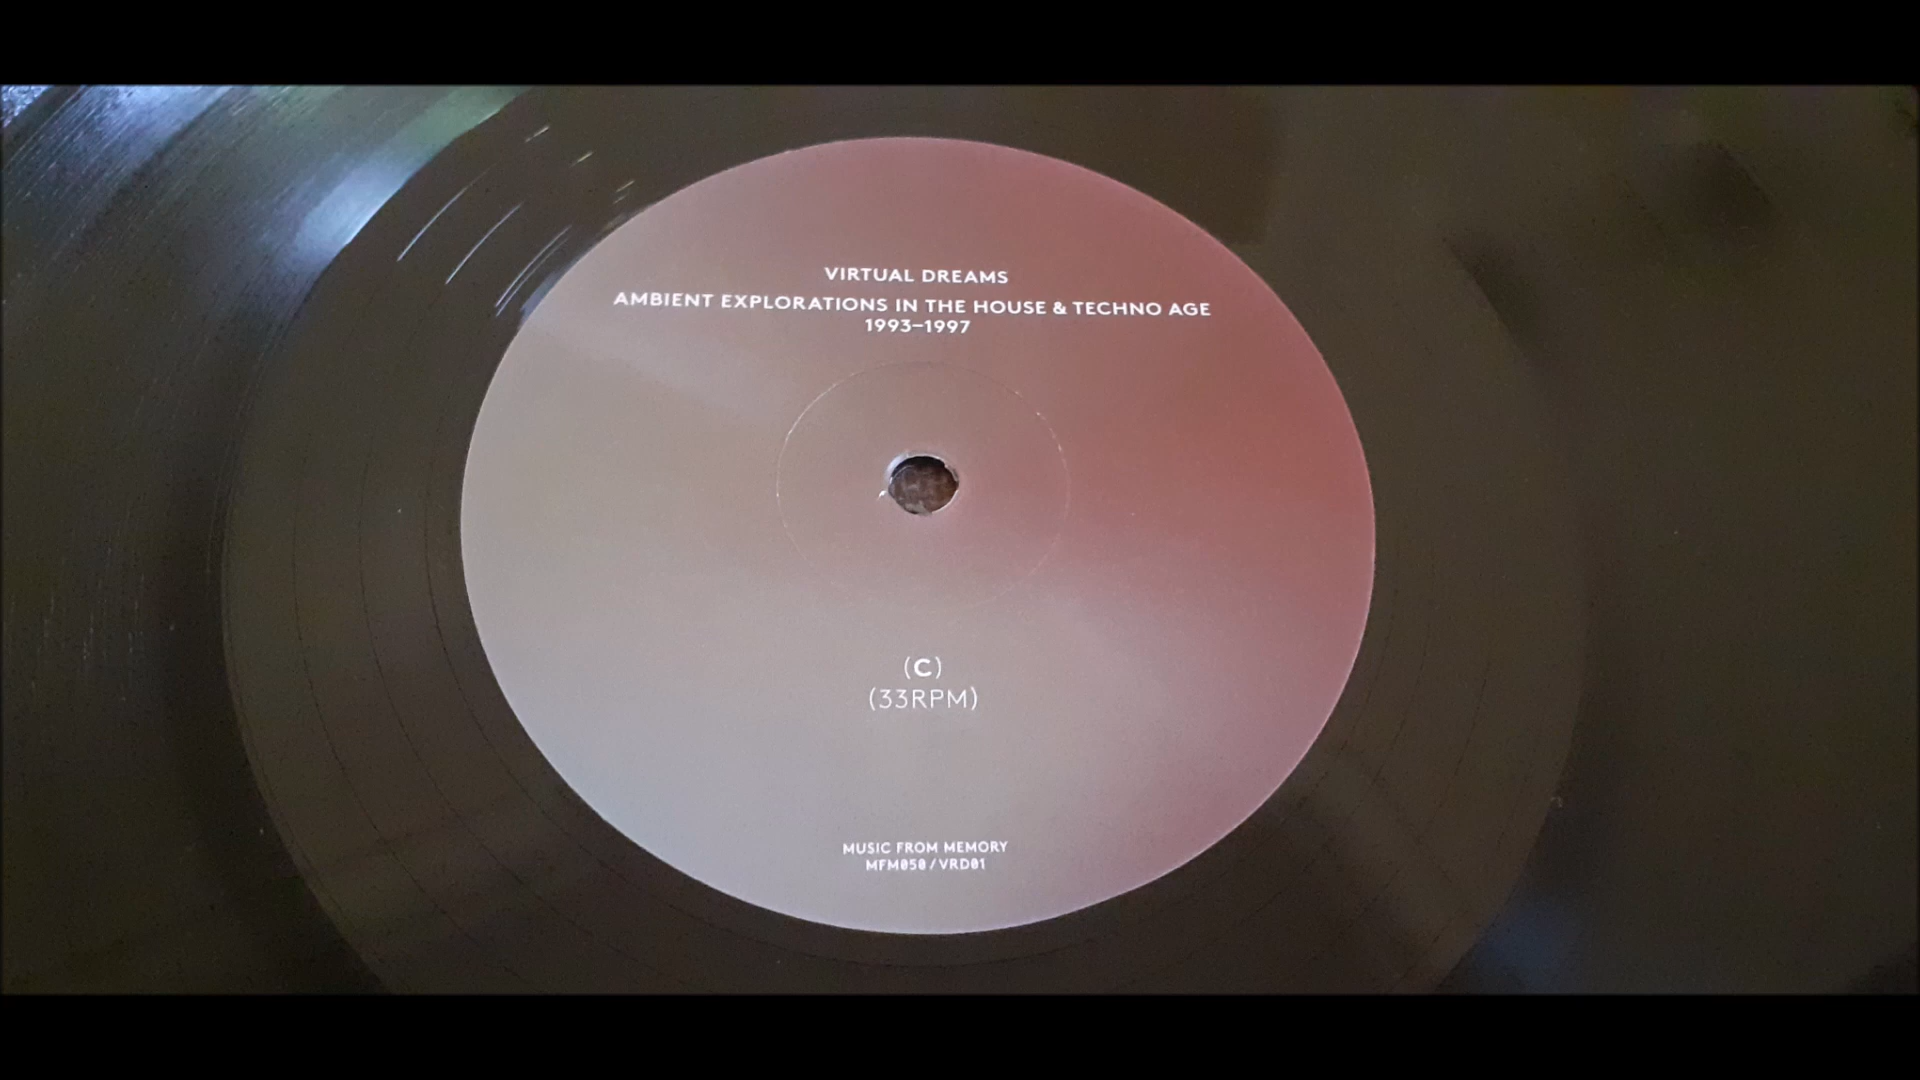 VIRTUAL DREAMS
AMBIENT EXPLORATIONS IN THE HOUSE & TECHNO AGE
1993–1997
(C)
(33RPM)
MUSIC FROM MEMORY
MFM050 / VRD01